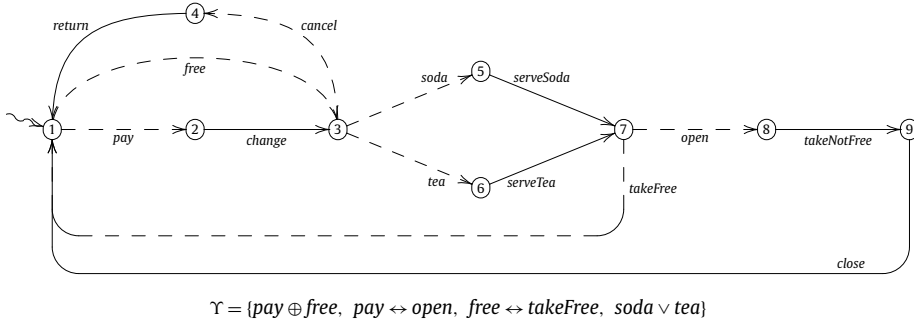 4
return
cancel
free
soda
5
serveSoda
1
pay
2
change
3
7
open
8
takeNotFree
9
tea
6
serveTea
takeFree
close
ϒ = {pay ⊕ free, pay ↔ open, free ↔ takeFree, soda ∨ tea}